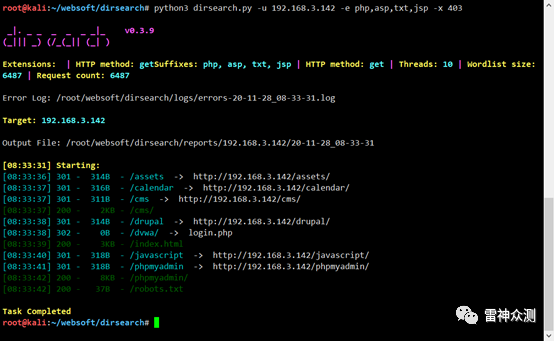 root@kali:~/websoft/dirsearch# python3 dirsearch.py -u 192.168.3.142 -e php,asp,txt,jsp -x 403
v0.3.9
Extensions:  | HTTP method: getSuffixes: php, asp, txt, jsp | HTTP method: get | Threads: 10 | Wordlist size:
6487 | Request count: 6487
Error Log: /root/websoft/dirsearch/logs/errors-20-11-28_08-33-31.log
Target: 192.168.3.142
Output File: /root/websoft/dirsearch/reports/192.168.3.142/20-11-28_08-33-31
[08:33:31] Starting:
[08:33:36] 301 -  314B  - /assets  ->  http://192.168.3.142/assets/
[08:33:37] 301 -  316B  - /calendar  ->  http://192.168.3.142/calendar/
[08:33:37] 301 -  311B  - /cms  ->  http://192.168.3.142/cms/
[08:33:37] 200 -    2KB - /cms/
[08:33:38] 301 -  314B  - /drupal  ->  http://192.168.3.142/drupal/
[08:33:38] 302 -    0B  - /dvwa/  ->  login.php
[08:33:39] 200 -    3KB - /index.html
[08:33:40] 301 -  318B  - /javascript  ->  http://192.168.3.142/javascript/
[08:33:41] 301 -  318B  - /phpmyadmin  ->  http://192.168.3.142/phpmyadmin/
[08:33:42] 200 -    8KB - /phpmyadmin/
[08:33:42] 200 -   37B  - /robots.txt
Task Completed
root@kali:~/websoft/dirsearch#
雷神众测